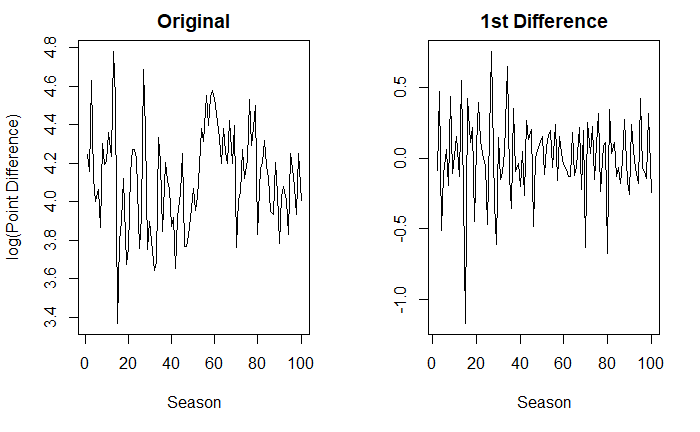 Original
log(Point Difference)
4.8
4.6
4.4
4.2
4.0
3.8
3.6
3.4
0 20 40 60 80 100
Season
1st Difference
0.5
0.0
-0.5
-1.0
0 20 40 60 80 100
Season